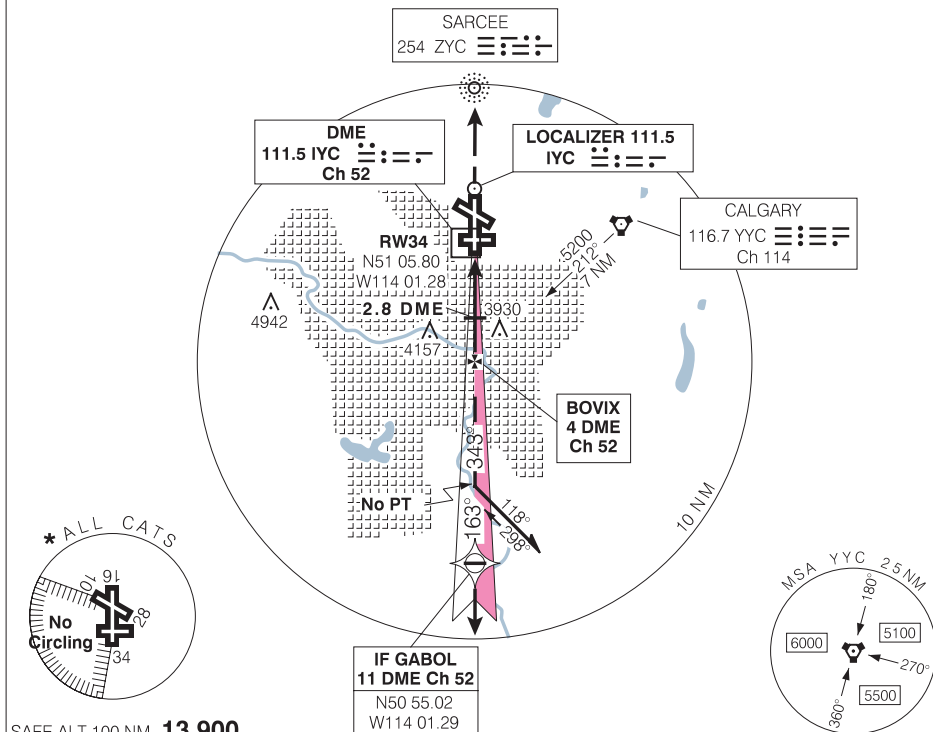 SARCEE
254 ZYC
DME
111.5 IYC
Ch 52
LOCALIZER 111.5
IYC
CALGARY
116.7 YYC
Ch 114
RW34
N51 05.80
W114 01.28
5200
212°
7 NM
2.8 DME
3930
4942
4157
BOVIX
4 DME
Ch 52
343°
No PT
163°
118°
298°
10 NM
* ALL CATS
16
10
28
34
No
Circling
IF GABOL
11 DME Ch 52
N50 55.02
W114 01.29
MSA YYC 25NM
180°
6000
5100
270°
5500
360°
SAFE ALT 100 NM 13,900